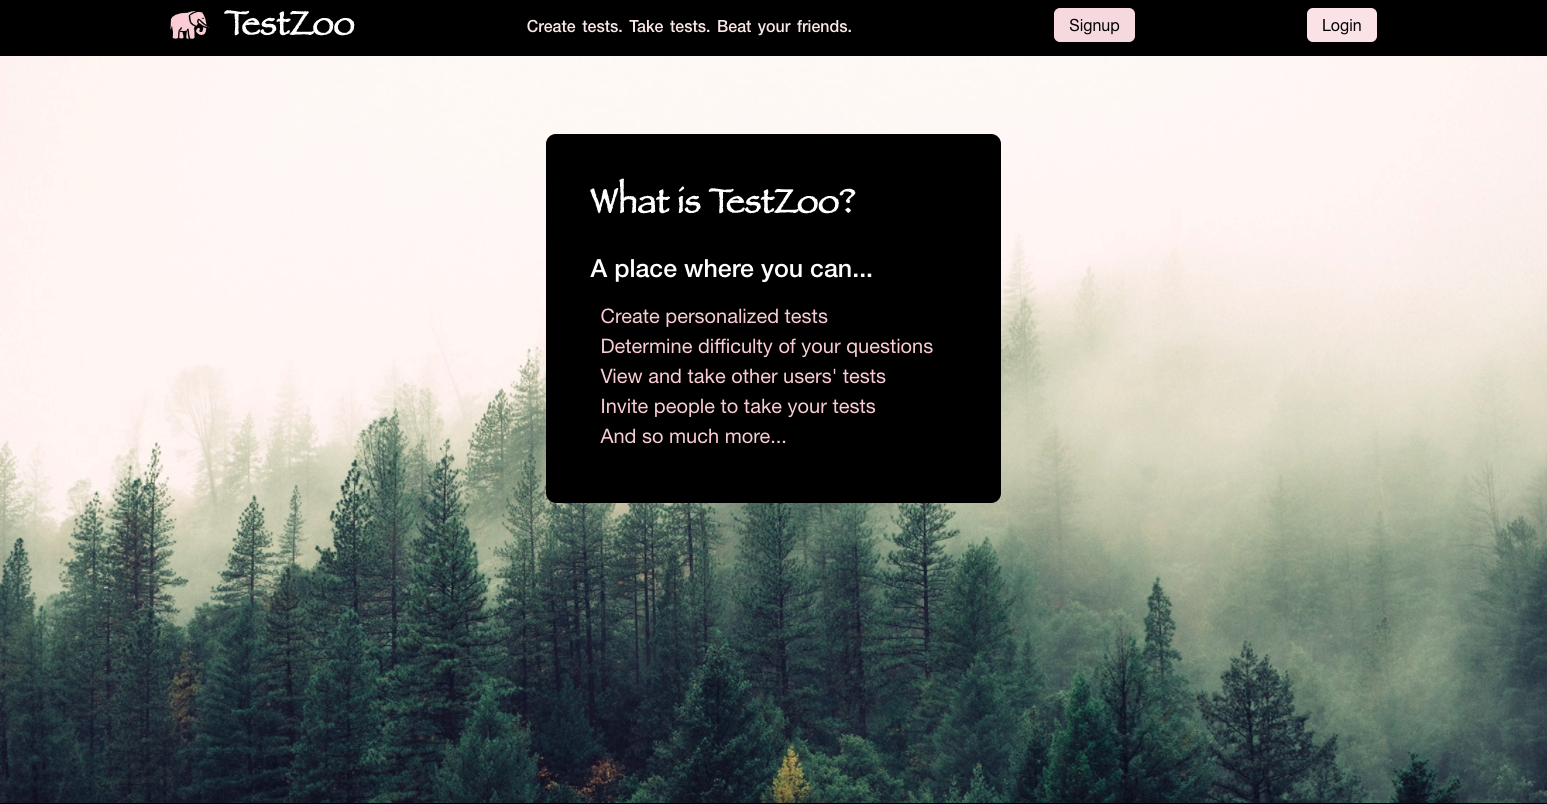 TestZoo
Create tests. Take tests. Beat your friends.
Signup
Login
What is TestZoo?
A place where you can...
Create personalized tests
Determine difficulty of your questions
View and take other users' tests
Invite people to take your tests
And so much more...